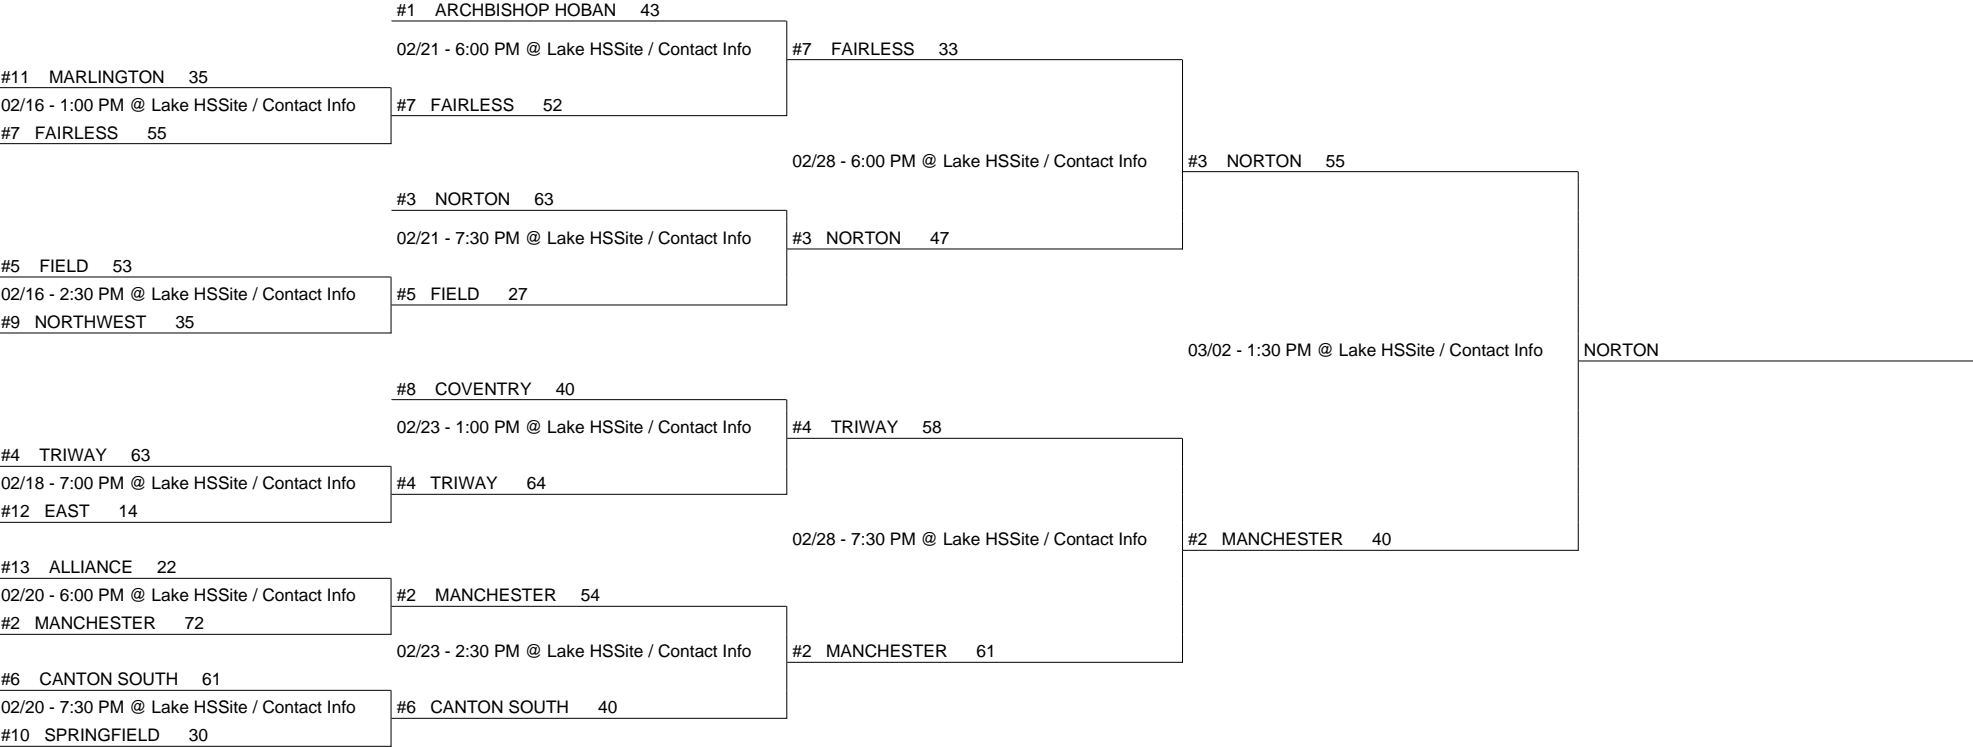 #1 ARCHBISHOP HOBAN 43
02/21 - 6:00 PM @ Lake HSSite / Contact Info
#7 FAIRLESS 33
#11 MARLINGTON 35
02/16 - 1:00 PM @ Lake HSSite / Contact Info
#7 FAIRLESS 52
#7 FAIRLESS 55
02/28 - 6:00 PM @ Lake HSSite / Contact Info
#3 NORTON 55
#3 NORTON 63
02/21 - 7:30 PM @ Lake HSSite / Contact Info
#3 NORTON 47
#5 FIELD 53
02/16 - 2:30 PM @ Lake HSSite / Contact Info
#5 FIELD 27
#9 NORTHWEST 35
03/02 - 1:30 PM @ Lake HSSite / Contact Info
NORTON
#8 COVENTRY 40
02/23 - 1:00 PM @ Lake HSSite / Contact Info
#4 TRIWAY 58
#4 TRIWAY 63
02/18 - 7:00 PM @ Lake HSSite / Contact Info
#4 TRIWAY 64
#12 EAST 14
02/28 - 7:30 PM @ Lake HSSite / Contact Info
#2 MANCHESTER 40
#13 ALLIANCE 22
02/20 - 6:00 PM @ Lake HSSite / Contact Info
#2 MANCHESTER 54
#2 MANCHESTER 72
02/23 - 2:30 PM @ Lake HSSite / Contact Info
#2 MANCHESTER 61
#6 CANTON SOUTH 61
02/20 - 7:30 PM @ Lake HSSite / Contact Info
#6 CANTON SOUTH 40
#10 SPRINGFIELD 30